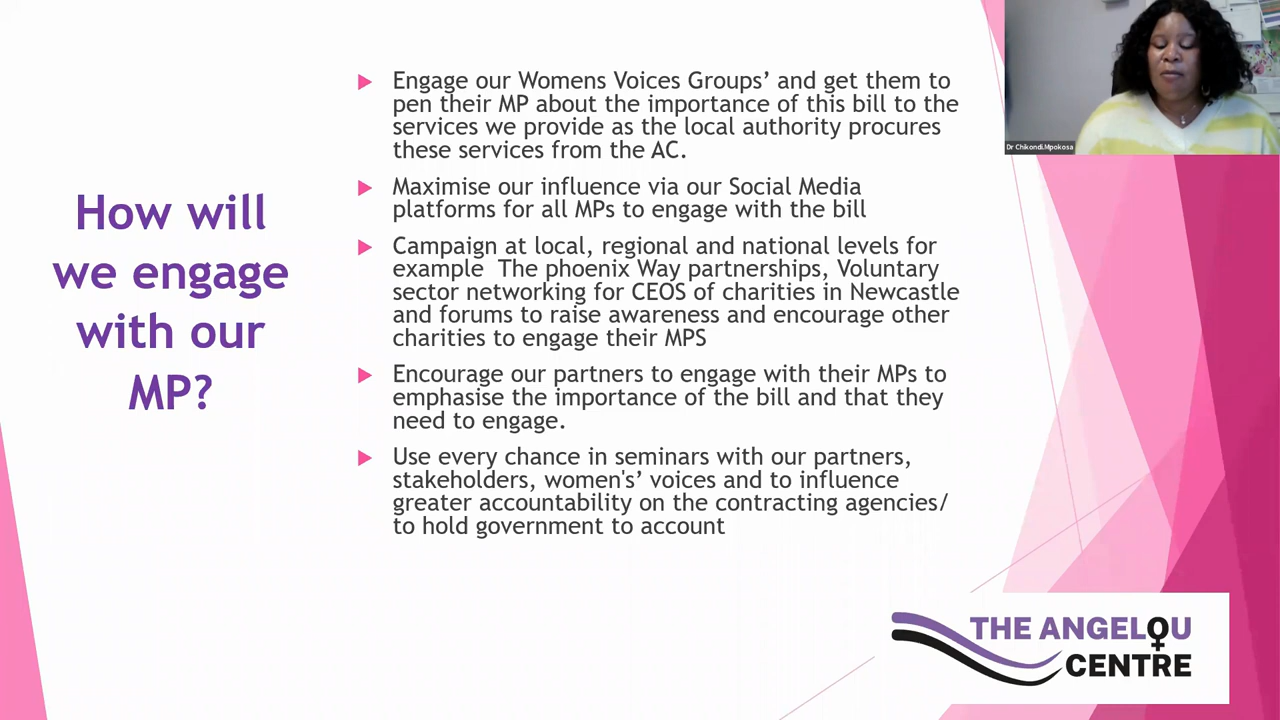 How will
we engage
with our
MP?
Engage our Womens Voices Groups’ and get them to
pen their MP about the importance of this bill to the
services we provide as the local authority procures
these services from the AC.
Maximise our influence via our Social Media
platforms for all MPs to engage with the bill
Campaign at local, regional and national levels for
example  The phoenix Way partnerships, Voluntary
sector networking for CEOS of charities in Newcastle
and forums to raise awareness and encourage other
charities to engage their MPS
Encourage our partners to engage with their MPs to
emphasise the importance of the bill and that they
need to engage.
Use every chance in seminars with our partners,
stakeholders, women's’ voices and to influence
greater accountability on the contracting agencies/
to hold government to account
Dr Chikondi.Mpokosa
THE ANGELOU
CENTRE